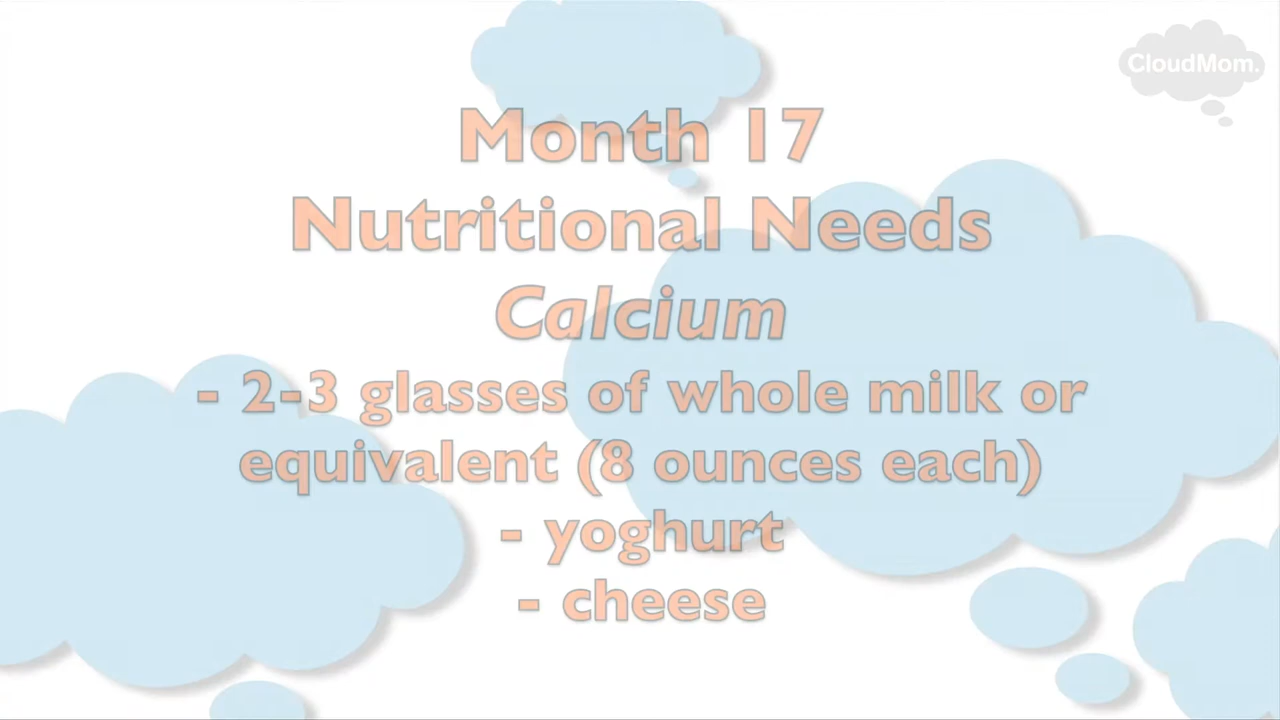 CloudMom.
Month 17
Nutritional Needs
Calcium
- 2-3 glasses of whole milk or
equivalent (8 ounces each)
- yoghurt
- cheese